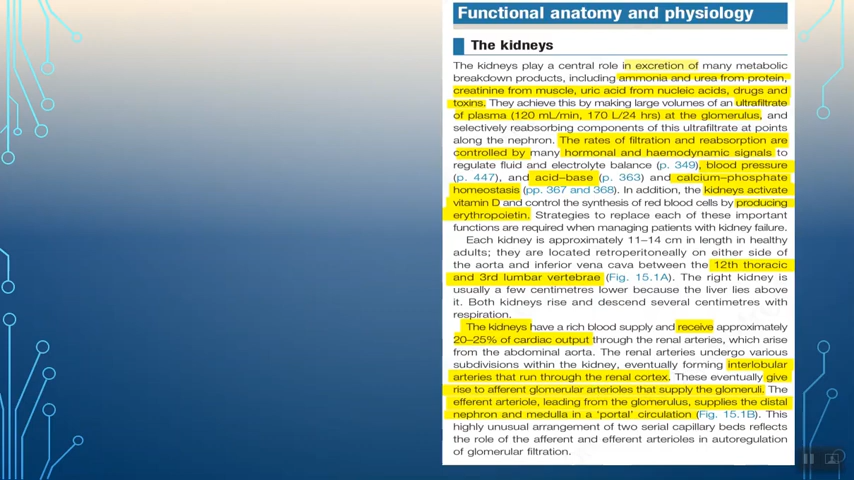 Functional anatomy and physiology
The kidneys
The kidneys play a central role in excretion of many metabolic
breakdown products, including ammonia and urea from protein,
creatinine from muscle, uric acid from nucleic acids, drugs and
toxins. They achieve this by making large volumes of an ultrafiltrate
of plasma (120 mL/min, 170 L/24 hrs) at the glomerulus, and
selectively reabsorbing components of this ultrafiltrate at points
along the nephron. The rates of filtration and reabsorption are
controlled by many hormonal and haemodynamic signals to
regulate fluid and electrolyte balance (p. 349), blood pressure
(p. 447), and acid–base (p. 363) and calcium–phosphate
homeostasis (pp. 367 and 368). In addition, the kidneys activate
vitamin D and control the synthesis of red blood cells by producing
erythropoietin. Strategies to replace each of these important
functions are required when managing patients with kidney failure.
Each kidney is approximately 11–14 cm in length in healthy
adults; they are located retroperitoneally on either side of
the aorta and inferior vena cava between the 12th thoracic
and 3rd lumbar vertebrae (Fig. 15.1A). The right kidney is
usually a few centimetres lower because the liver lies above
it. Both kidneys rise and descend several centimetres with
respiration.
The kidneys have a rich blood supply and receive approximately
20–25% of cardiac output through the renal arteries, which arise
from the abdominal aorta. The renal arteries undergo various
subdivisions within the kidney, eventually forming interlobular
arteries that run through the renal cortex. These eventually give
rise to afferent glomerular arterioles that supply the glomeruli. The
efferent arteriole, leading from the glomerulus, supplies the distal
nephron and medulla in a ‘portal’ circulation (Fig. 15.1B). This
highly unusual arrangement of two serial capillary beds reflects
the role of the afferent and efferent arterioles in autoregulation
of glomerular filtration.